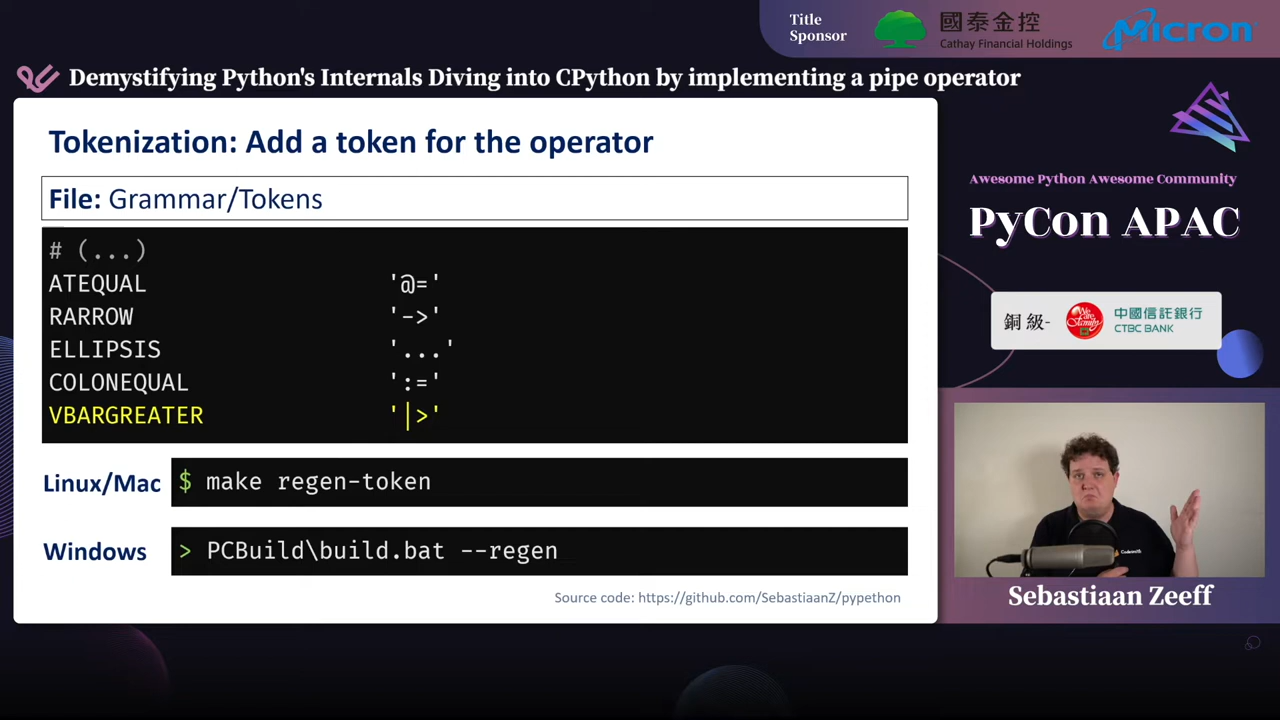 Title
Sponsor
國泰金控
Cathay Financial Holdings
Micron
Demystifying Python's Internals Diving into CPython by implementing a pipe operator
Tokenization: Add a token for the operator
File: Grammar/Tokens
# (...)
ATEQUAL '@='
RARROW '->'
ELLIPSIS '...'
COLONEQUAL ':='
VBARGREATER '|>'
Linux/Mac $ make regen-token
Windows > PCBuild\build.bat --regen
Source code: https://github.com/SebastiaanZ/pypethon
Awesome Python Awesome Community
PyCon APAC
銅級-
We are family
中國信託銀行
CTBC BANK
Sebastiaan Zeeff